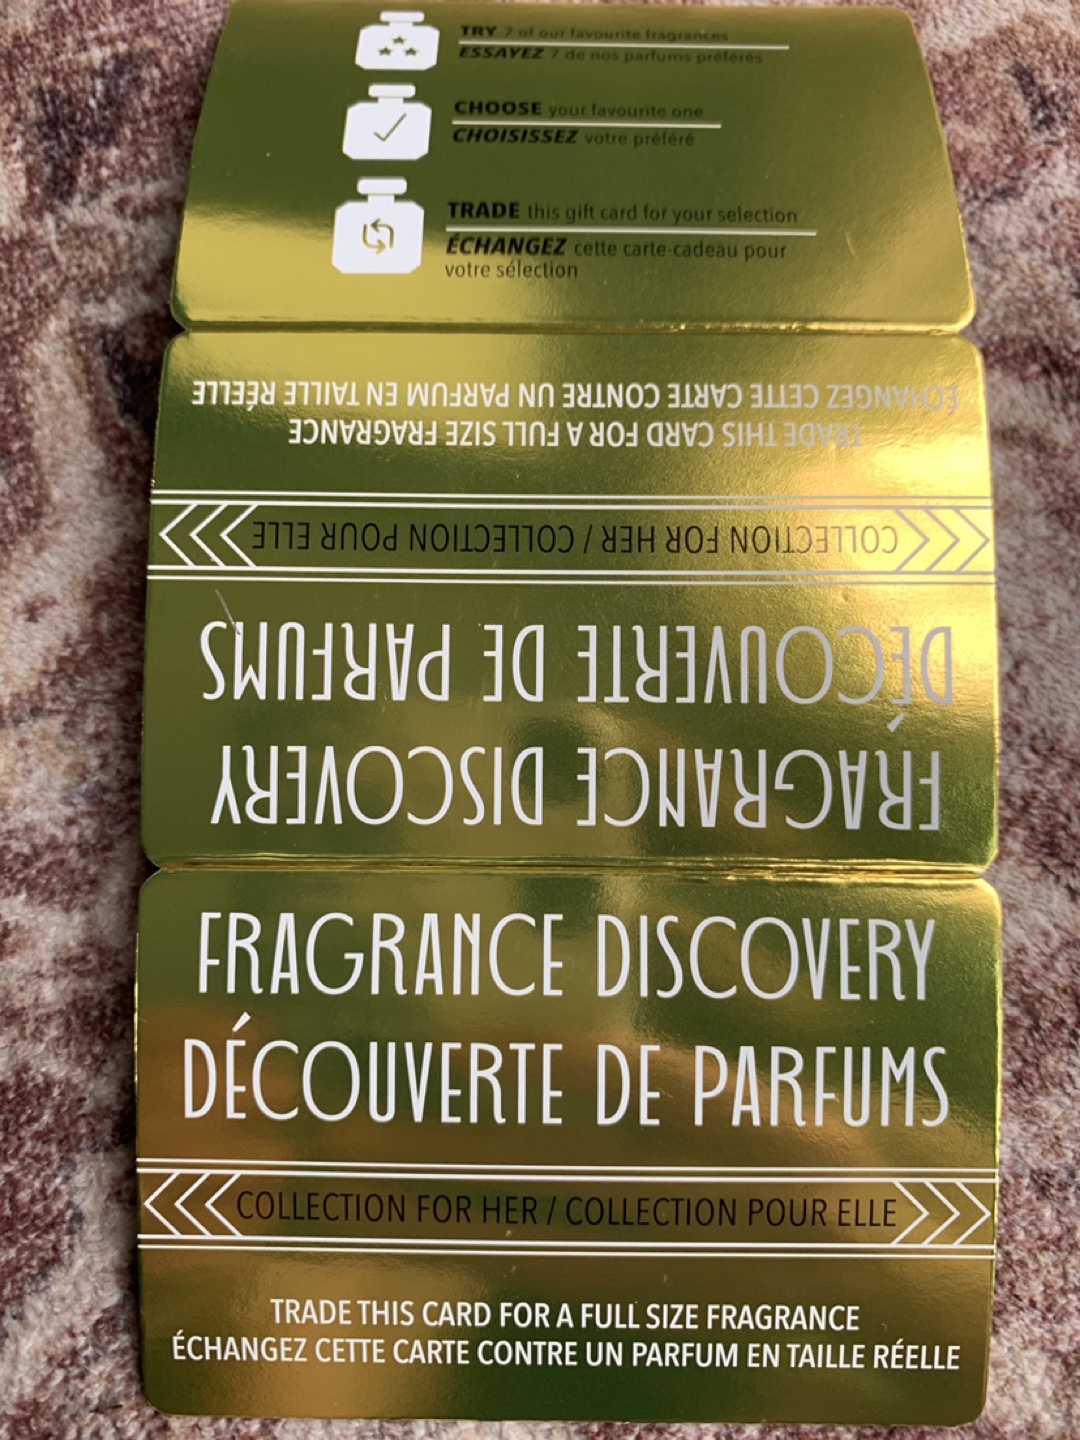 TRY 7 of our favourite fragrances
ESSAYEZ 7 de nos parfums préférés
CHOOSE your favourite one
CHOISISSEZ votre préféré
TRADE this gift card for your selection
ÉCHANGEZ cette carte-cadeau pour
votre sélection
FRAGRANCE DISCOVERY
DÉCOUVERTE DE PARFUMS
COLLECTION FOR HER / COLLECTION POUR ELLE
TRADE THIS CARD FOR A FULL SIZE FRAGRANCE
ÉCHANGEZ CETTE CARTE CONTRE UN PARFUM EN TAILLE RÉELLE
FRAGRANCE DISCOVERY
DÉCOUVERTE DE PARFUMS
COLLECTION FOR HER / COLLECTION POUR ELLE
TRADE THIS CARD FOR A FULL SIZE FRAGRANCE
ÉCHANGEZ CETTE CARTE CONTRE UN PARFUM EN TAILLE RÉELLE